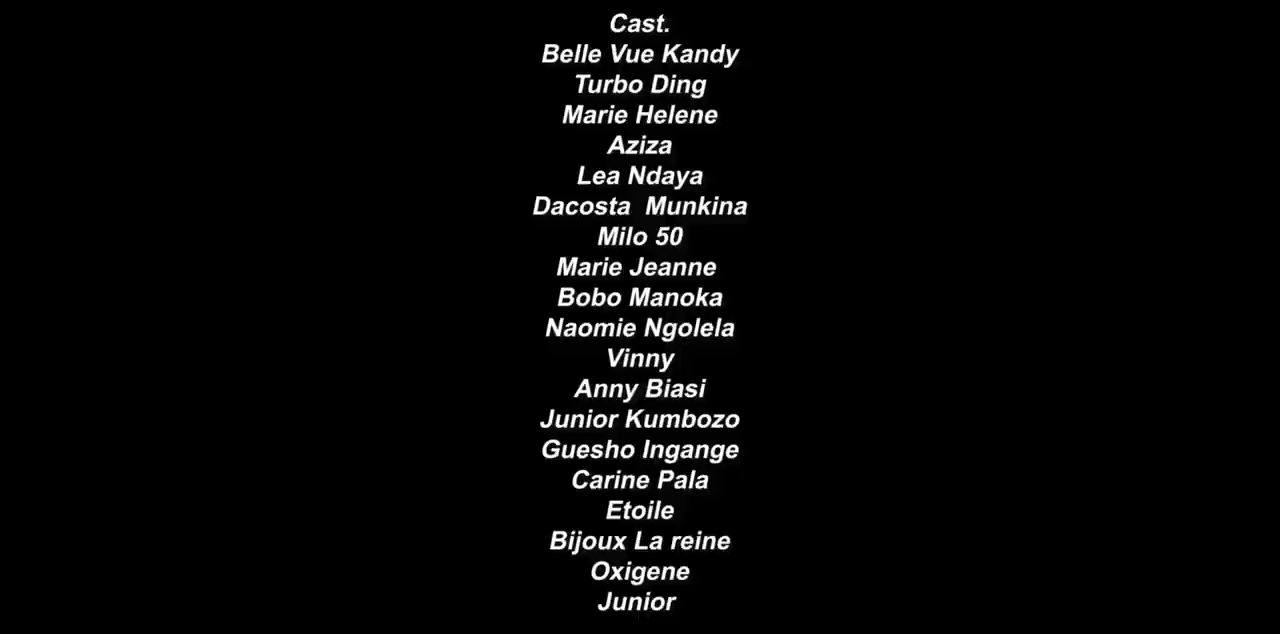 Cast.
Belle Vue Kandy
Turbo Ding
Marie Helene
Aziza
Lea Ndaya
Dacosta  Munkina
Milo 50
Marie Jeanne
Bobo Manoka
Naomie Ngolela
Vinny
Anny Biasi
Junior Kumbozo
Guesho Ingange
Carine Pala
Etoile
Bijoux La reine
Oxigene
Junior